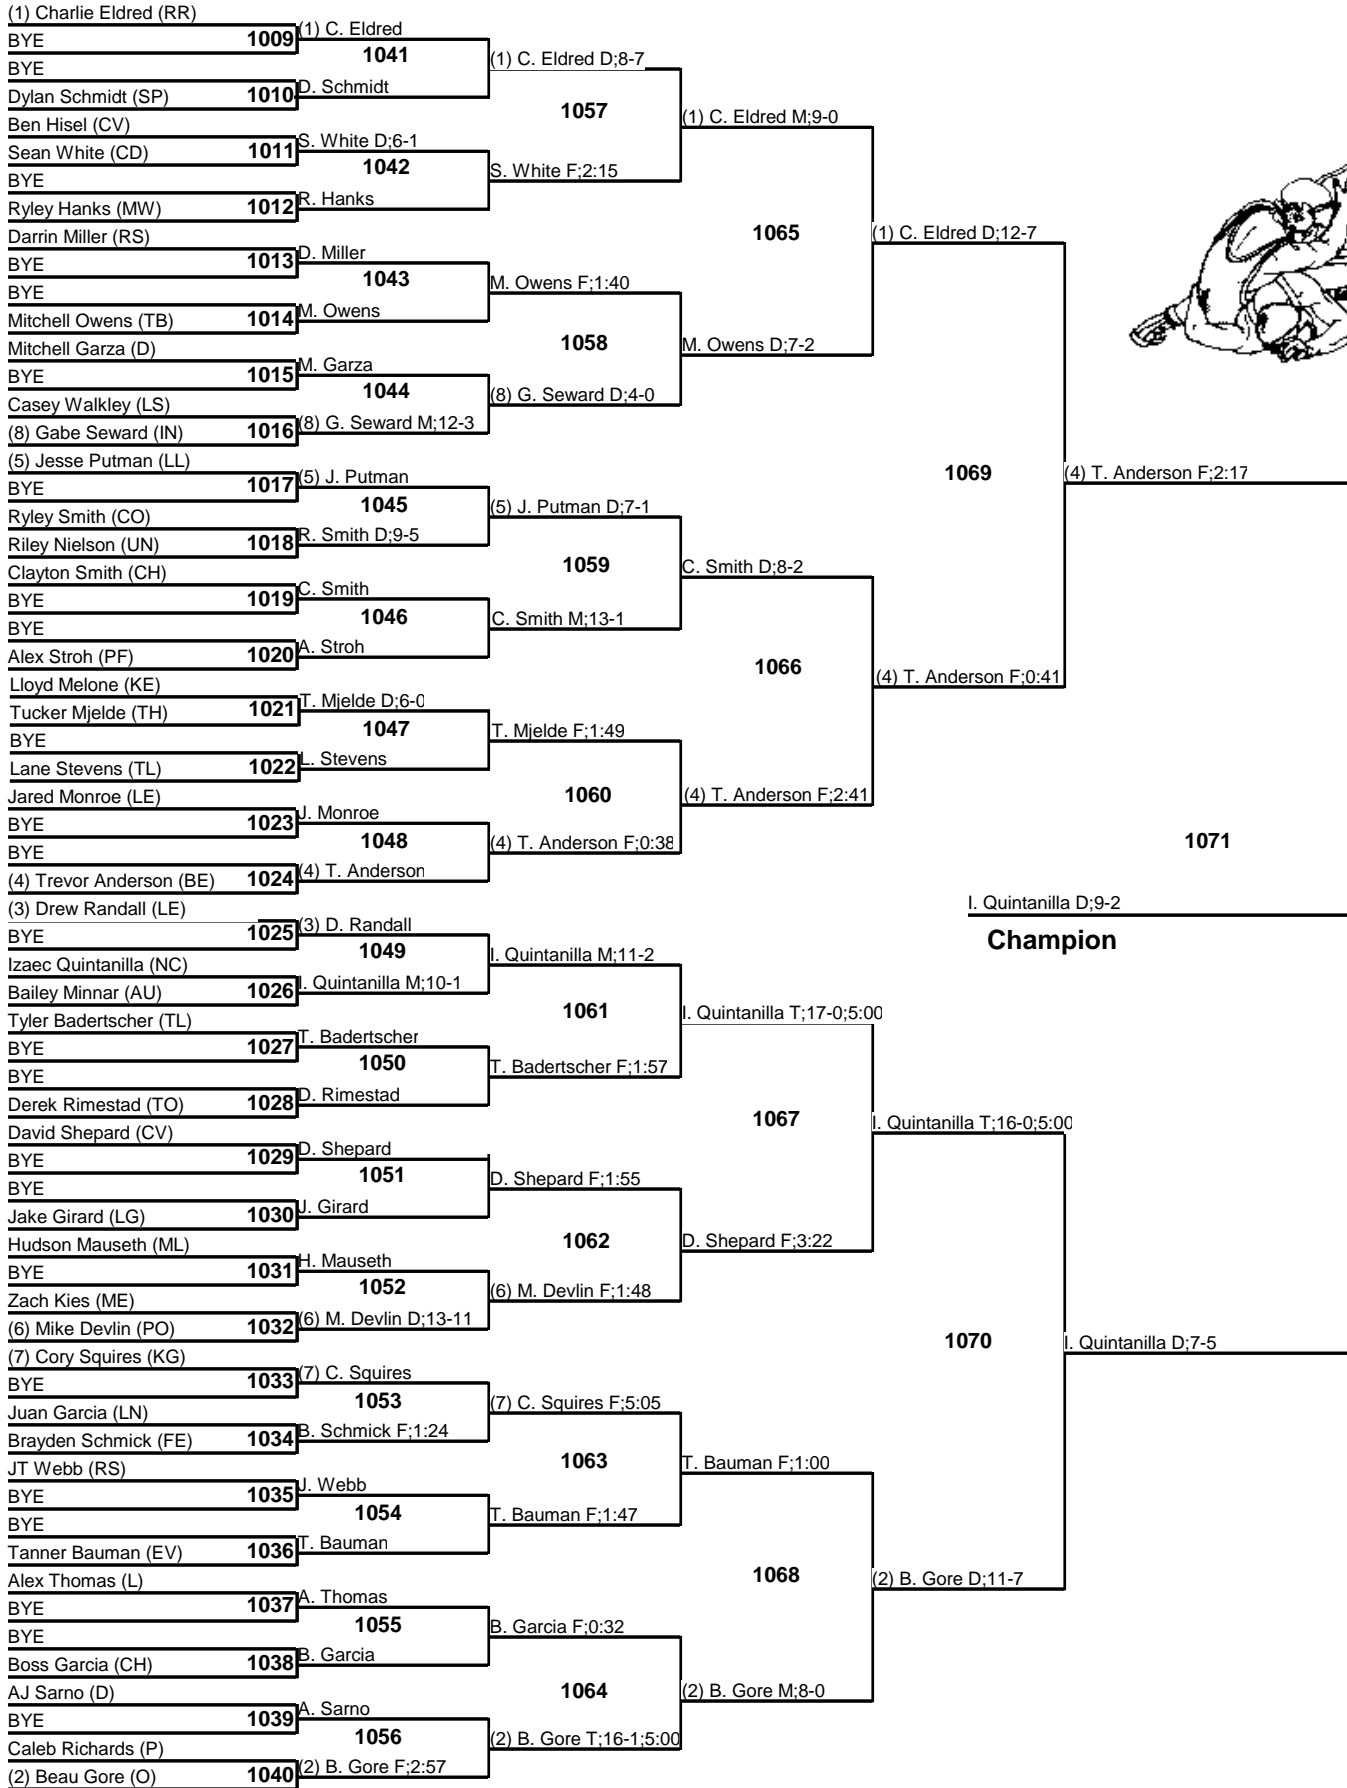 (1) Charlie Eldred (RR)
BYE
1009
BYE
Dylan Schmidt (SP)
1010
Ben Hisel (CV)
Sean White (CD)
1011
BYE
Ryley Hanks (MW)
1012
Darrin Miller (RS)
BYE
1013
BYE
Mitchell Owens (TB)
1014
Mitchell Garza (D)
BYE
1015
Casey Walkley (LS)
(8) Gabe Seward (IN)
1016
(5) Jesse Putman (LL)
BYE
1017
Ryley Smith (CO)
Riley Nielson (UN)
1018
Clayton Smith (CH)
BYE
1019
BYE
Alex Stroh (PF)
1020
Lloyd Melone (KE)
Tucker Mjelde (TH)
1021
BYE
Lane Stevens (TL)
1022
Jared Monroe (LE)
BYE
1023
BYE
(4) Trevor Anderson (BE)
1024
(3) Drew Randall (LE)
BYE
1025
Izaec Quintanilla (NC)
Bailey Minnar (AU)
1026
Tyler Badertscher (TL)
BYE
1027
BYE
Derek Rimestad (TO)
1028
David Shepard (CV)
BYE
1029
BYE
Jake Girard (LG)
1030
Hudson Mauseth (ML)
BYE
1031
Zach Kies (ME)
(6) Mike Devlin (PO)
1032
(7) Cory Squires (KG)
BYE
1033
Juan Garcia (LN)
Brayden Schmick (FE)
1034
JT Webb (RS)
BYE
1035
BYE
Tanner Bauman (EV)
1036
Alex Thomas (L)
BYE
1037
BYE
Boss Garcia (CH)
1038
AJ Sarno (D)
BYE
1039
Caleb Richards (P)
(2) Beau Gore (O)
1040
(1) C. Eldred
1041
D. Schmidt
S. White D;6-1
1042
R. Hanks
D. Miller
1043
M. Owens
M. Garza
1044
(8) G. Seward M;12-3
(5) J. Putman
1045
R. Smith D;9-5
C. Smith
1046
A. Stroh
T. Mjelde D;6-0
1047
L. Stevens
J. Monroe
1048
(4) T. Anderson
(3) D. Randall
1049
I. Quintanilla M;10-1
T. Badertscher
1050
D. Rimestad
D. Shepard
1051
J. Girard
H. Mauseth
1052
(6) M. Devlin D;13-11
(7) C. Squires
1053
B. Schmick F;1:24
J. Webb
1054
T. Bauman
A. Thomas
1055
B. Garcia
A. Sarno
1056
(2) B. Gore F;2:57
(1) C. Eldred D;8-7
1057
S. White F;2:15
M. Owens F;1:40
1058
(8) G. Seward D;4-0
(5) J. Putman D;7-1
1059
C. Smith M;13-1
T. Mjelde F;1:49
1060
(4) T. Anderson F;0:38
I. Quintanilla M;11-2
1061
T. Badertscher F;1:57
D. Shepard F;1:55
1062
(6) M. Devlin F;1:48
(7) C. Squires F;5:05
1063
T. Bauman F;1:47
B. Garcia F;0:32
1064
(2) B. Gore T;16-1;5:00
(1) C. Eldred M;9-0
1065
M. Owens D;7-2
C. Smith D;8-2
1066
(4) T. Anderson F;2:41
I. Quintanilla T;17-0;5:00
1067
D. Shepard F;3:22
T. Bauman F;1:00
1068
(2) B. Gore M;8-0
(1) C. Eldred D;12-7
1069
(4) T. Anderson F;0:41
I. Quintanilla T;16-0;5:00
1070
(2) B. Gore D;11-7
(4) T. Anderson F;2:17
1071
I. Quintanilla D;7-5
I. Quintanilla D;9-2
Champion